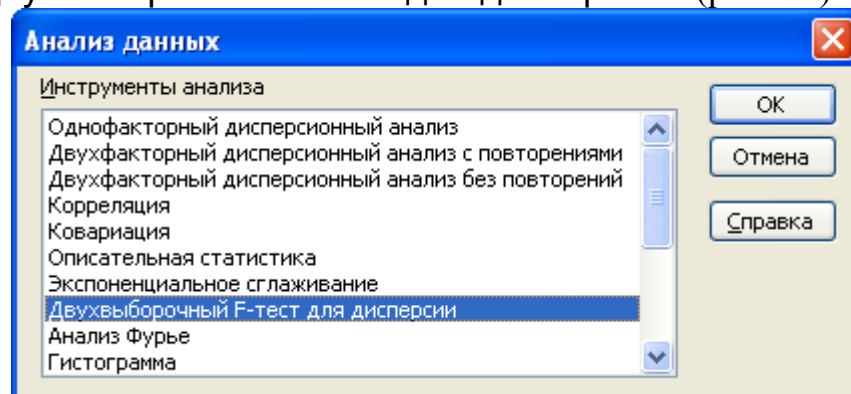 Анализ данных
Инструменты анализа
Однофакторный дисперсионный анализ
Двухфакторный дисперсионный анализ с повторениями
Двухфакторный дисперсионный анализ без повторений
Корреляция
Ковариация
Описательная статистика
Экспоненциальное сглаживание
Двухвыборочный F-тест для дисперсии
Анализ Фурье
Гистограмма
OK
Отмена
Справка